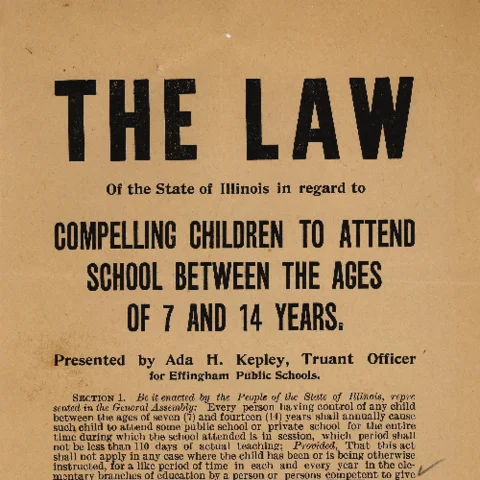 THE LAW
Of the State of Illinois in regard to
COMPELLING CHILDREN TO ATTEND
SCHOOL BETWEEN THE AGES
OF 7 AND 14 YEARS.
Presented by Ada H. Kepley, Truant Officer
for Effingham Public Schools.
SECTION 1. Be it enacted by the People of the State of Illinois, repre-
sented in the General Assembly: Every person having control of any child
between the ages of seven (7) and fourteen (14) years shall annually cause
such child to attend some public school or private school for the entire
time during which the school attended is in session, which period shall
not be less than 110 days of actual teaching; Provided, That this act
shall not apply in any case where the child has been or is being otherwise
instructed, for a like period of time in each and every year in the ele-
mentary branches of education by a person or persons competent to give